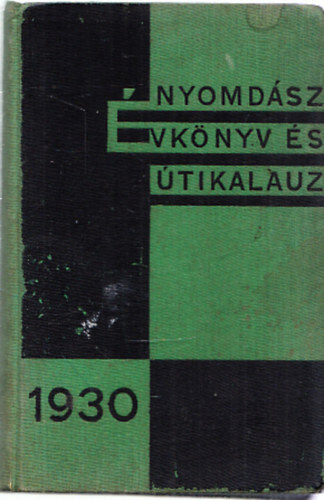 NYOMDÁSZ
ÉVKÖNYV ÉS
ÚTIKALAUZ
1930